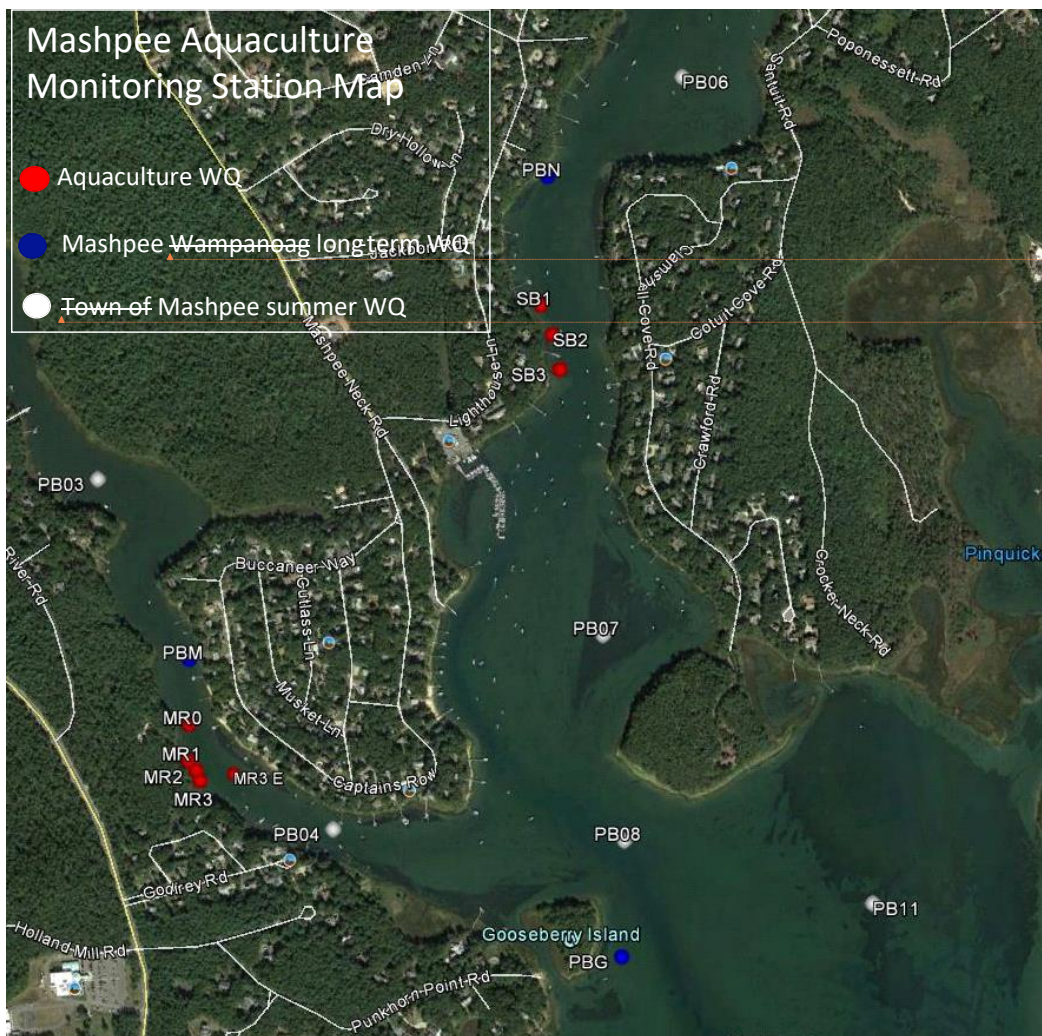 Mashpee Aquaculture
Monitoring Station Map
Camden Ln
Dry Hollow Ln
Aquaculture WQ
Mashpee Wampanoag long term WQ
Jackbon Rd
Town of Mashpee summer WQ
Poponessett Rd
PB06
Santuit Rd
PBN
Clamshell Cove Rd
Cotuit Cove Rd
SB1
SB2
SB3
Mashpee Neck Rd
Lighthouse Ln
Crawford Rd
PB03
River Rd
Buccaneer Way
Cutlass Ln
Pinquick
Crocker Neck Rd
PB07
PBM
Musket Ln
MR0
MR1
MR2
MR3 E
MR3
Captains Row
PB04
PB08
Godfrey Rd
PB11
Holland Mill Rd
Gooseberry Island
PBG
Punkhorn Point Rd